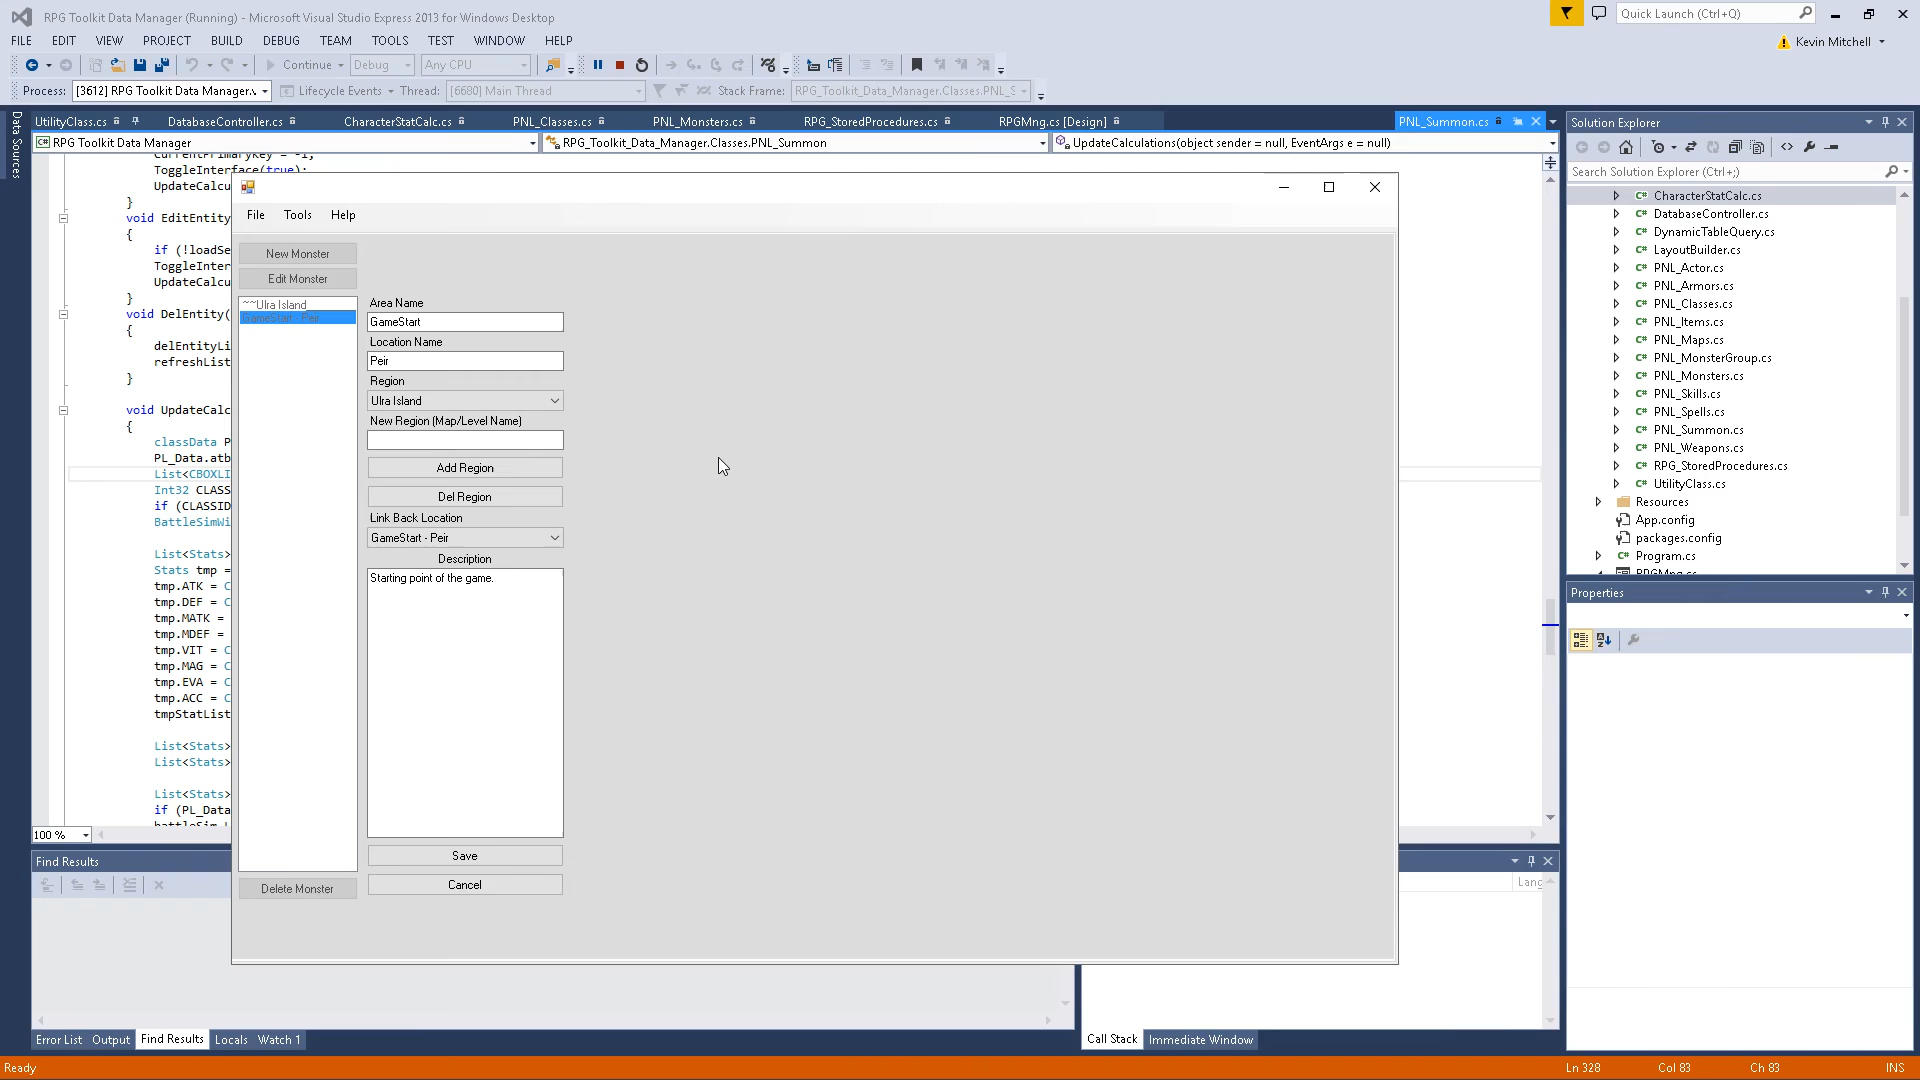 RPG Toolkit Data Manager (Running) - Microsoft Visual Studio Express 2013 for Windows Desktop
Quick Launch (Ctrl+Q)
FILE EDIT VIEW PROJECT BUILD DEBUG TEAM TOOLS TEST WINDOW HELP
Kevin Mitchell
Continue Debug Any CPU
Process: [3612] RPG Toolkit Data Manager.v Lifecycle Events Thread: [6680] Main Thread Stack Frame: RPG_Toolkit_Data_Manager.Classes.PNL_S
Data Sources
UtilityClass.cs DatabaseController.cs CharacterStatCalc.cs PNL_Classes.cs PNL_Monsters.cs RPG_StoredProcedures.cs RPGMng.cs [Design] PNL_Summon.cs
RPG Toolkit Data Manager RPG_Toolkit_Data_Manager.Classes.PNL_Summon UpdateCalculations(object sender = null, EventArgs e = null)
CurrentPrimaryKey = -1;
ToggleInterface(true);
UpdateCalcu
}
void EditEntity
{
if (!loadSe
ToggleInter
UpdateCalcu
}
void DelEntity(
{
delEntityLi
refreshList
}
void UpdateCalc
{
classData P
PL_Data.atb
List<CBOXLI
Int32 CLASS
if (CLASSID
BattleSimWi
List<Stats>
Stats tmp =
tmp.ATK = C
tmp.DEF = C
tmp.MATK =
tmp.MDEF =
tmp.VIT = C
tmp.MAG = C
tmp.EVA = C
tmp.ACC = C
tmpStatList
List<Stats>
List<Stats>
List<Stats>
if (PL_Data
100 %
File Tools Help
New Monster
Edit Monster
~~Ulra Island
GameStart - Peir
Delete Monster
Area Name
GameStart
Location Name
Peir
Region
Ulra Island
New Region (Map/Level Name)
Add Region
Del Region
Link Back Location
GameStart - Peir
Description
Starting point of the game.
Save
Cancel
Solution Explorer
Search Solution Explorer (Ctrl+;)
CharacterStatCalc.cs
DatabaseController.cs
DynamicTableQuery.cs
LayoutBuilder.cs
PNL_Actor.cs
PNL_Armors.cs
PNL_Classes.cs
PNL_Items.cs
PNL_Maps.cs
PNL_MonsterGroup.cs
PNL_Monsters.cs
PNL_Skills.cs
PNL_Spells.cs
PNL_Summon.cs
PNL_Weapons.cs
RPG_StoredProcedures.cs
UtilityClass.cs
Resources
App.config
packages.config
Program.cs
RPGMng.cs
Properties
Find Results
Lang
Error List Output Find Results Locals Watch 1
Call Stack Immediate Window
Ready
Ln 328 Col 83 Ch 83 INS